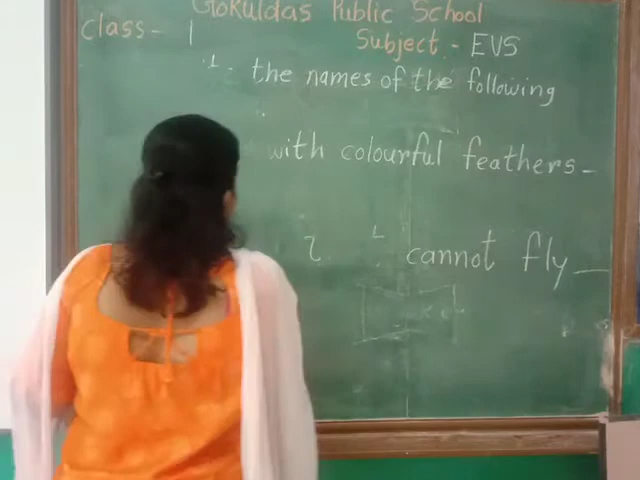 Gokuldas Public School
Class - 1
Subject - EVS
the names of the following
with colourful feathers -
cannot fly